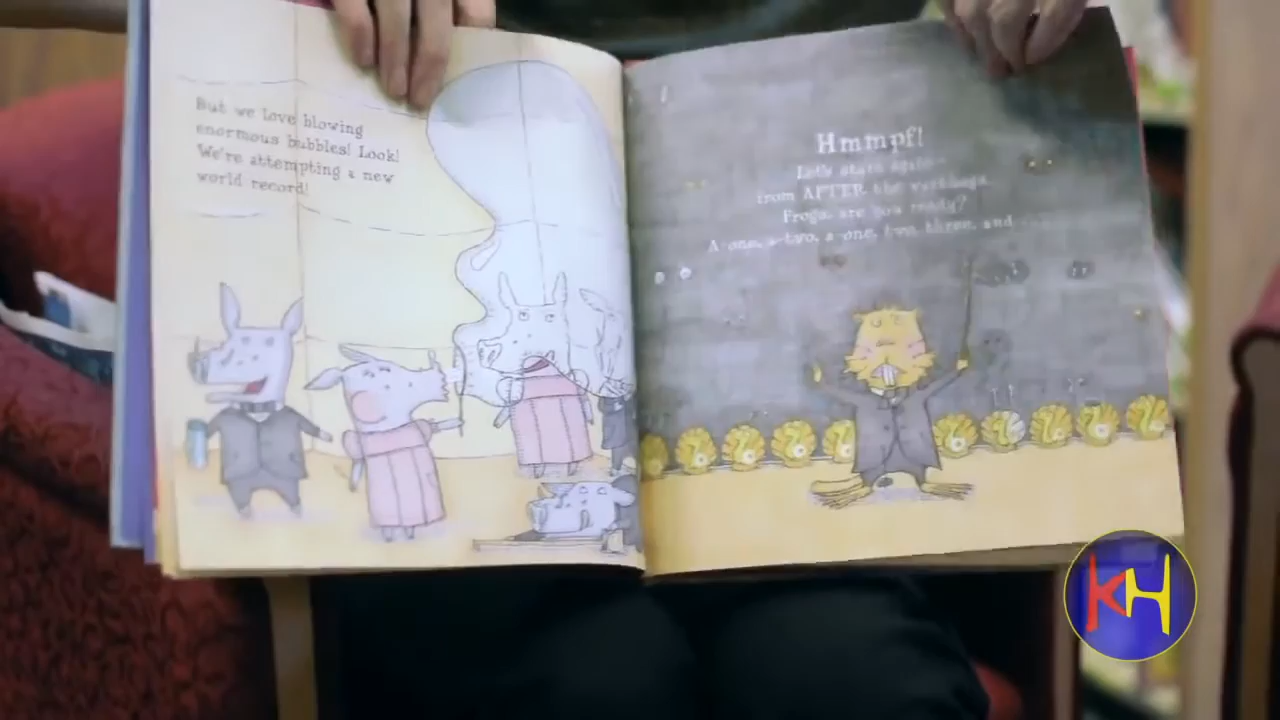 But we love blowing
enormous bubbles! Look!
We're attempting a new
world record!
Hmmpf!
Let's start again—
from AFTER the warthogs.
Frogs, are you ready?
A-one, a-two, a-one, two, three, and
KH